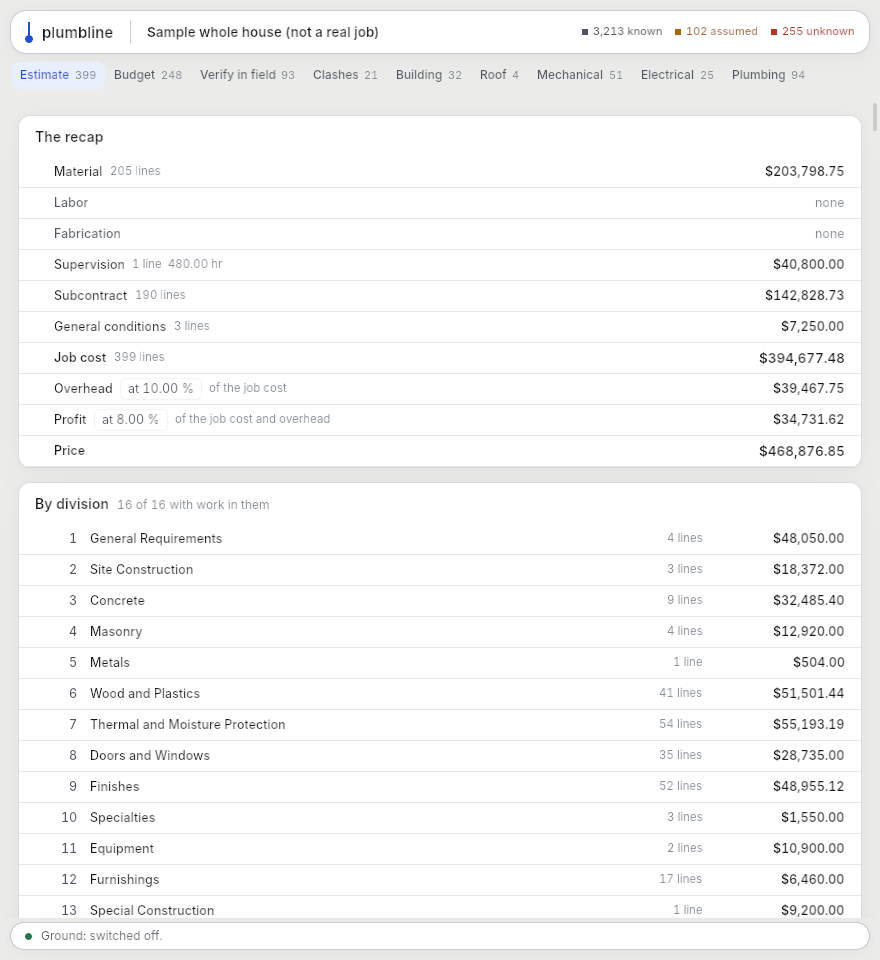 plumbline Sample whole house (not a real job) 3,213 known 102 assumed 255 unknown
Estimate 399 Budget 248 Verify in field 93 Clashes 21 Building 32 Roof 4 Mechanical 51 Electrical 25 Plumbing 94
The recap
Material 205 lines $203,798.75
Labor none
Fabrication none
Supervision 1 line 480.00 hr $40,800.00
Subcontract 190 lines $142,828.73
General conditions 3 lines $7,250.00
Job cost 399 lines $394,677.48
Overhead at 10.00 % of the job cost $39,467.75
Profit at 8.00 % of the job cost and overhead $34,731.62
Price $468,876.85
By division 16 of 16 with work in them
1 General Requirements 4 lines $48,050.00
2 Site Construction 3 lines $18,372.00
3 Concrete 9 lines $32,485.40
4 Masonry 4 lines $12,920.00
5 Metals 1 line $504.00
6 Wood and Plastics 41 lines $51,501.44
7 Thermal and Moisture Protection 54 lines $55,193.19
8 Doors and Windows 35 lines $28,735.00
9 Finishes 52 lines $48,955.12
10 Specialties 3 lines $1,550.00
11 Equipment 2 lines $10,900.00
12 Furnishings 17 lines $6,460.00
13 Special Construction 1 line $9,200.00
Ground: switched off.